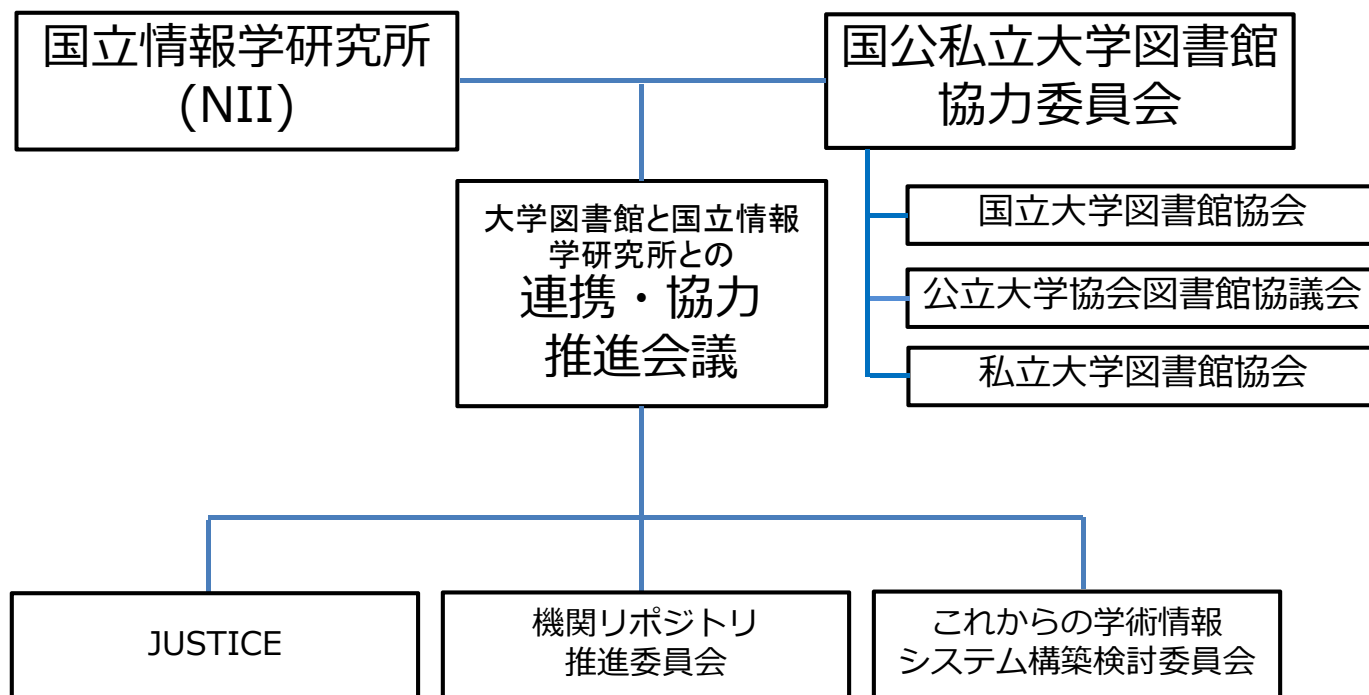 国立情報学研究所
(NII)
国公私立大学図書館
協力委員会
国立大学図書館協会
公立大学協会図書館協議会
私立大学図書館協会
大学図書館と国立情報
学研究所との
連携・協力
推進会議
JUSTICE
機関リポジトリ
推進委員会
これからの学術情報
システム構築検討委員会